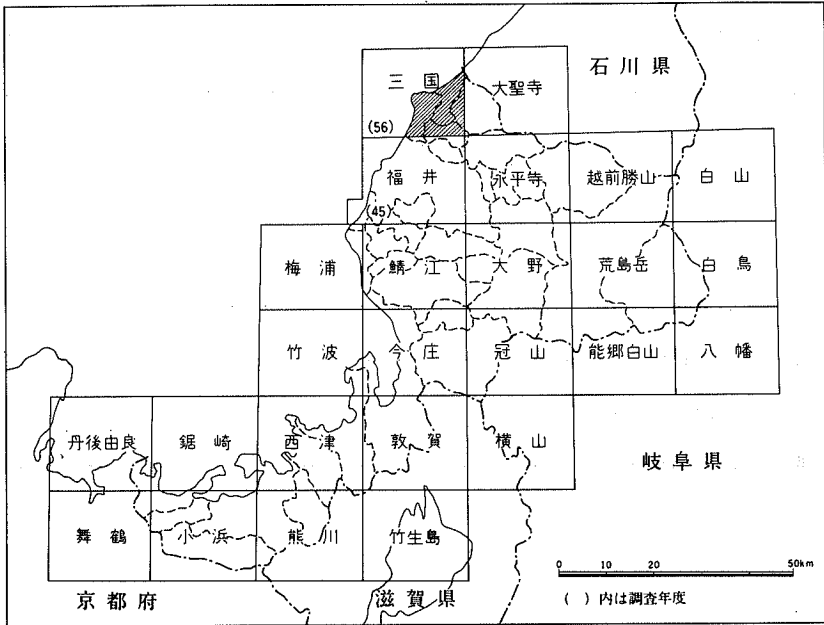 石川県
三国
大聖寺
(56)
福井
永平寺
越前勝山
白山
(45)
梅浦
鯖江
大野
荒島岳
白鳥
竹波
今庄
冠山
能郷白山
八幡
丹後由良
鋸崎
西津
敦賀
横山
岐阜県
舞鶴
小浜
熊川
竹生島
0 10 20 50km
京都府
滋賀県
( )内は調査年度